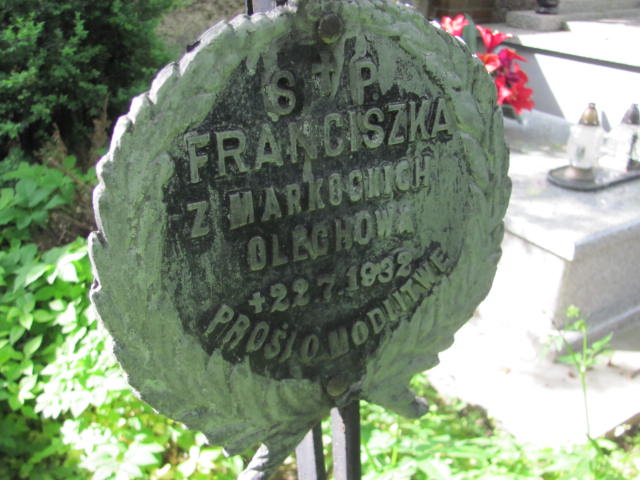 S † P
FRANCISZKA
Z MARKOCKICH
OLECHOWA
+ 22.7.1932
PROSI O MODLITWĘ